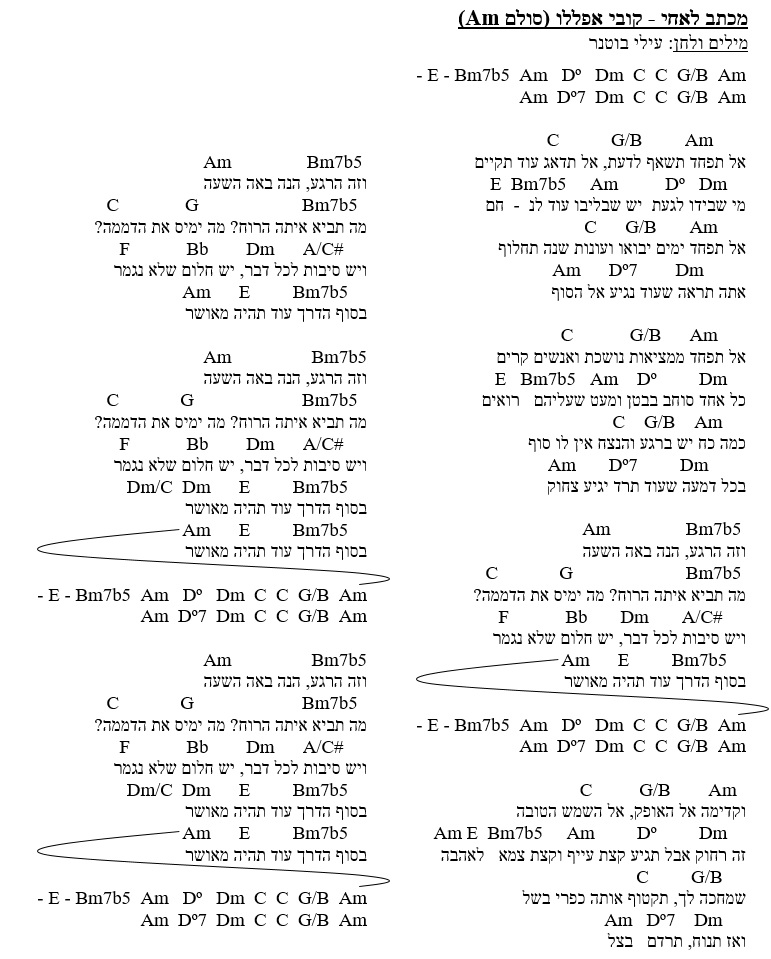 מכתב לאחי - קובי אפללו (סולם Am)
מילים ולחן: עילי בוטנר
- E - Bm7b5 Am Dº Dm C C G/B Am
Am Dº7 Dm C C G/B Am
C G/B Am
אל תפחד תשאף לדעת, אל תדאג עוד תקיים
E Bm7b5 Am Dº Dm
מי שבידו לגעת יש שבליבו עוד לנ - חם
C G/B Am
אל תפחד ימים יבואו ועונות שנה תחלוף
Am Dº7 Dm
אתה תראה שעוד נגיע אל הסוף
C G/B Am
אל תפחד ממציאות נושכת ואנשים קרים
E Bm7b5 Am Dº Dm
כל אחד סוחב בבטן ומעט שעליהם רואים
C G/B Am
כמה כח יש ברגע והנצח אין לו סוף
Am Dº7 Dm
בכל דמעה שעוד תרד יגיע צחוק
Am Bm7b5
וזה הרגע, הנה באה השעה
C G Bm7b5
מה תביא איתה הרוח? מה ימיס את הדממה?
F Bb Dm A/C#
ויש סיבות לכל דבר, יש חלום שלא נגמר
Am E Bm7b5
בסוף הדרך עוד תהיה מאושר
- E - Bm7b5 Am Dº Dm C C G/B Am
Am Dº7 Dm C C G/B Am
C G/B Am
וקדימה אל האופק, אל השמש הטובה
Am E Bm7b5 Am Dº Dm
זה רחוק אבל תגיע קצת עייף וקצת צמא לאהבה
C G/B
שמחכה לך, תקטוף אותה כפרי בשל
Am Dº7 Dm
ואז תנוח, תרדם בצל
Am Bm7b5
וזה הרגע, הנה באה השעה
C G Bm7b5
מה תביא איתה הרוח? מה ימיס את הדממה?
F Bb Dm A/C#
ויש סיבות לכל דבר, יש חלום שלא נגמר
Am E Bm7b5
בסוף הדרך עוד תהיה מאושר
Am Bm7b5
וזה הרגע, הנה באה השעה
C G Bm7b5
מה תביא איתה הרוח? מה ימיס את הדממה?
F Bb Dm A/C#
ויש סיבות לכל דבר, יש חלום שלא נגמר
Dm/C Dm E Bm7b5
בסוף הדרך עוד תהיה מאושר
Am E Bm7b5
בסוף הדרך עוד תהיה מאושר
- E - Bm7b5 Am Dº Dm C C G/B Am
Am Dº7 Dm C C G/B Am
Am Bm7b5
וזה הרגע, הנה באה השעה
C G Bm7b5
מה תביא איתה הרוח? מה ימיס את הדממה?
F Bb Dm A/C#
ויש סיבות לכל דבר, יש חלום שלא נגמר
Dm/C Dm E Bm7b5
בסוף הדרך עוד תהיה מאושר
Am E Bm7b5
בסוף הדרך עוד תהיה מאושר
- E - Bm7b5 Am Dº Dm C C G/B Am
Am Dº7 Dm C C G/B Am